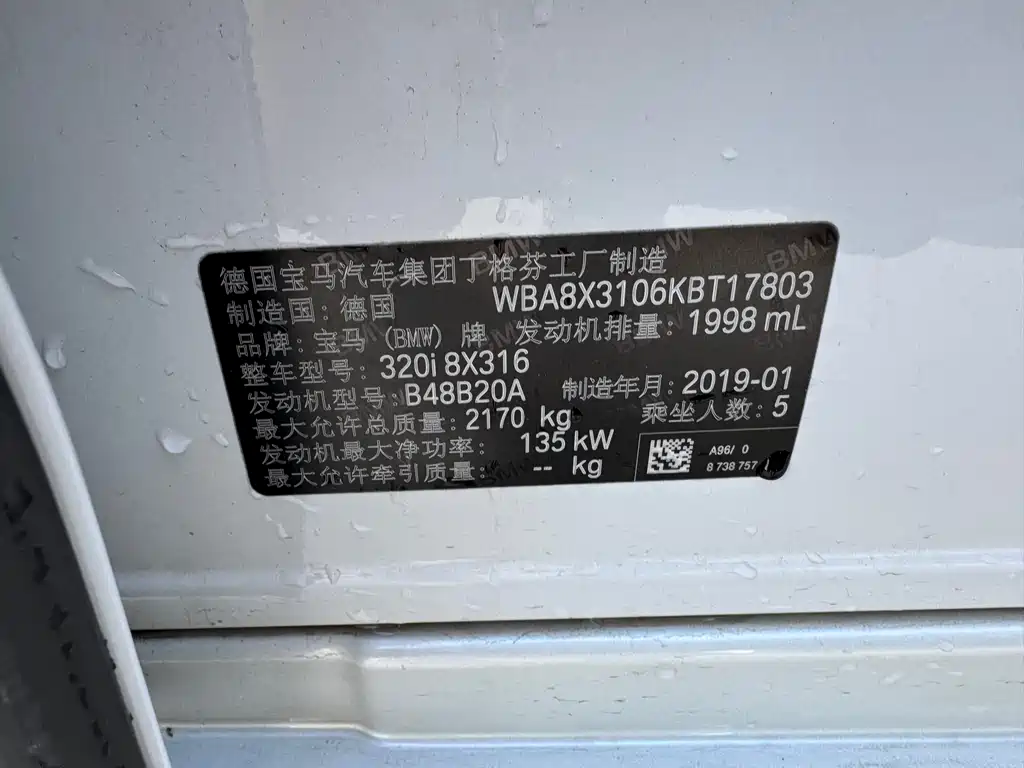 德国宝马汽车集团丁格芬工厂制造
制造国: 德国 WBA8X3106KBT17803
品牌: 宝马 (BMW) 牌 发动机排量: 1998 mL
整车型号: 320i 8X316
发动机型号: B48B20A 制造年月: 2019-01
最大允许总质量: 2170 kg 乘坐人数: 5
发动机最大净功率: 135 kW
最大允许牵引质量: -- kg
A96/ 0
8 738 757